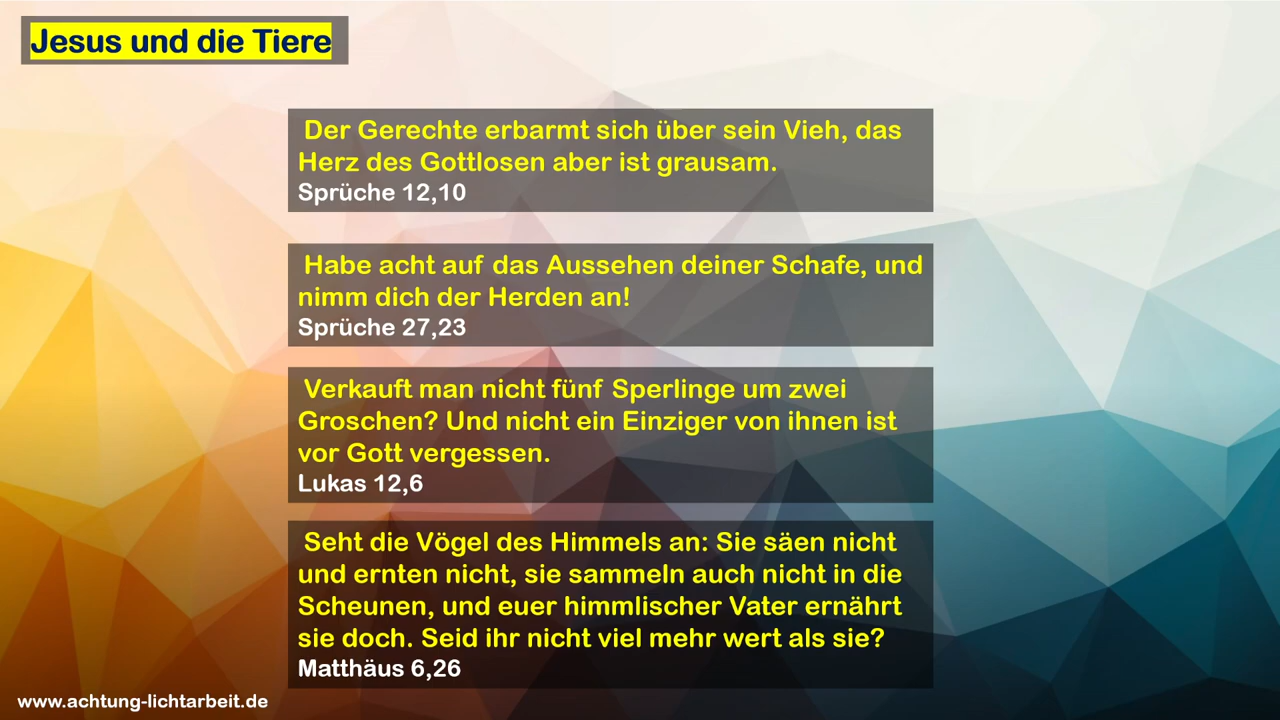 Jesus und die Tiere
Der Gerechte erbarmt sich über sein Vieh, das
Herz des Gottlosen aber ist grausam.
Sprüche 12,10
Habe acht auf das Aussehen deiner Schafe, und
nimm dich der Herden an!
Sprüche 27,23
Verkauft man nicht fünf Sperlinge um zwei
Groschen? Und nicht ein Einziger von ihnen ist
vor Gott vergessen.
Lukas 12,6
Seht die Vögel des Himmels an: Sie säen nicht
und ernten nicht, sie sammeln auch nicht in die
Scheunen, und euer himmlischer Vater ernährt
sie doch. Seid ihr nicht viel mehr wert als sie?
Matthäus 6,26
www.achtung-lichtarbeit.de